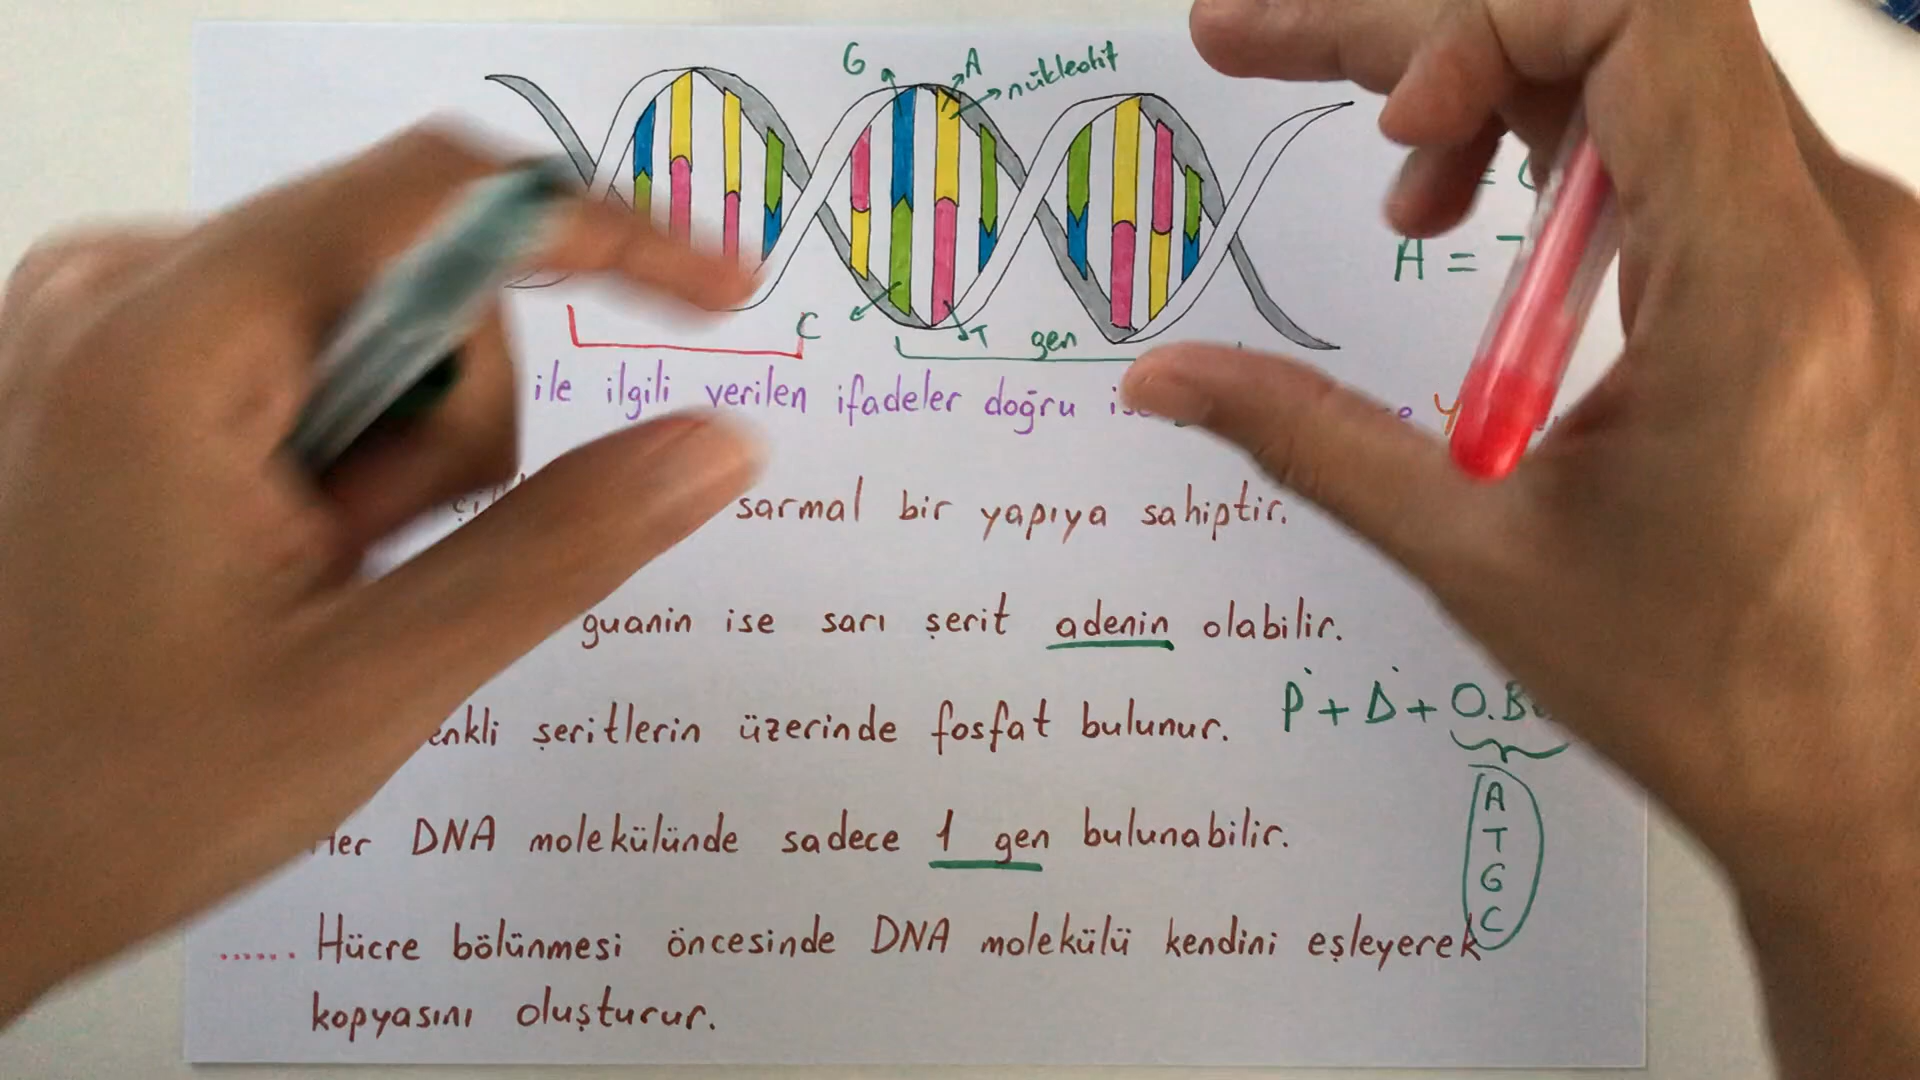 G A nükleotit
A =
C T gen
ile ilgili verilen ifadeler doğru
sarmal bir yapıya sahiptir.
guanin ise sarı şerit adenin olabilir.
şeritlerin üzerinde fosfat bulunur. P + D +
Her DNA molekülünde sadece 1 gen bulunabilir.
A
T
G
C
...... Hücre bölünmesi öncesinde DNA molekülü kendini eşleyerek
kopyasını oluşturur.